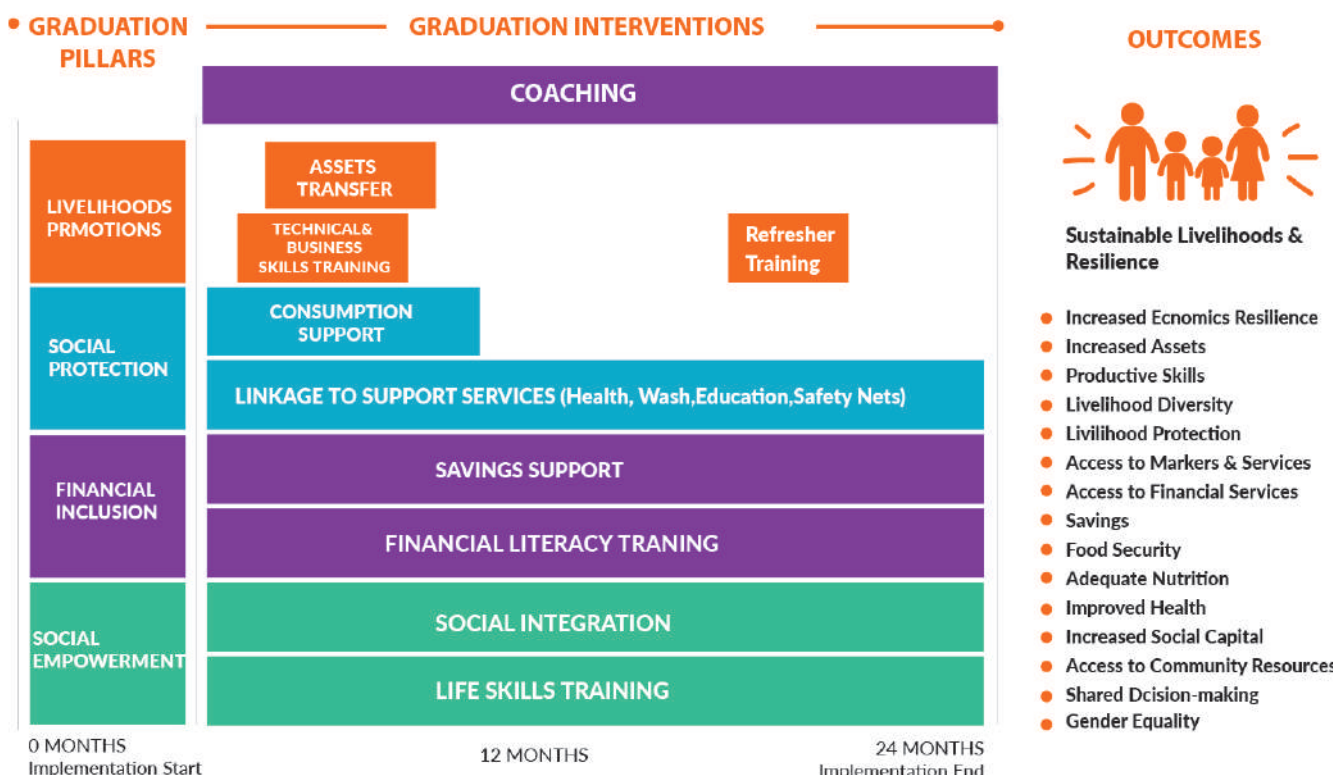 GRADUATION
PILLARS
GRADUATION INTERVENTIONS
OUTCOMES
COACHING
LIVELIHOODS
PRMOTIONS
ASSETS
TRANSFER
TECHNICAL&
BUSINESS
SKILLS TRAINING
Refresher
Training
SOCIAL
PROTECTION
CONSUMPTION
SUPPORT
LINKAGE TO SUPPORT SERVICES (Health, Wash,Education,Safety Nets)
FINANCIAL
INCLUSION
SAVINGS SUPPORT
FINANCIAL LITERACY TRANING
SOCIAL
EMPOWERMENT
SOCIAL INTEGRATION
LIFE SKILLS TRAINING
0 MONTHS
Implementation Start
12 MONTHS
24 MONTHS
Implementation End
Sustainable Livelihoods &
Resilience
Increased Ecnomics Resilience
Increased Assets
Productive Skills
Livelihood Diversity
Livilihood Protection
Access to Markers & Services
Access to Financial Services
Savings
Food Security
Adequate Nutrition
Improved Health
Increased Social Capital
Access to Community Resources
Shared Dcision-making
Gender Equality